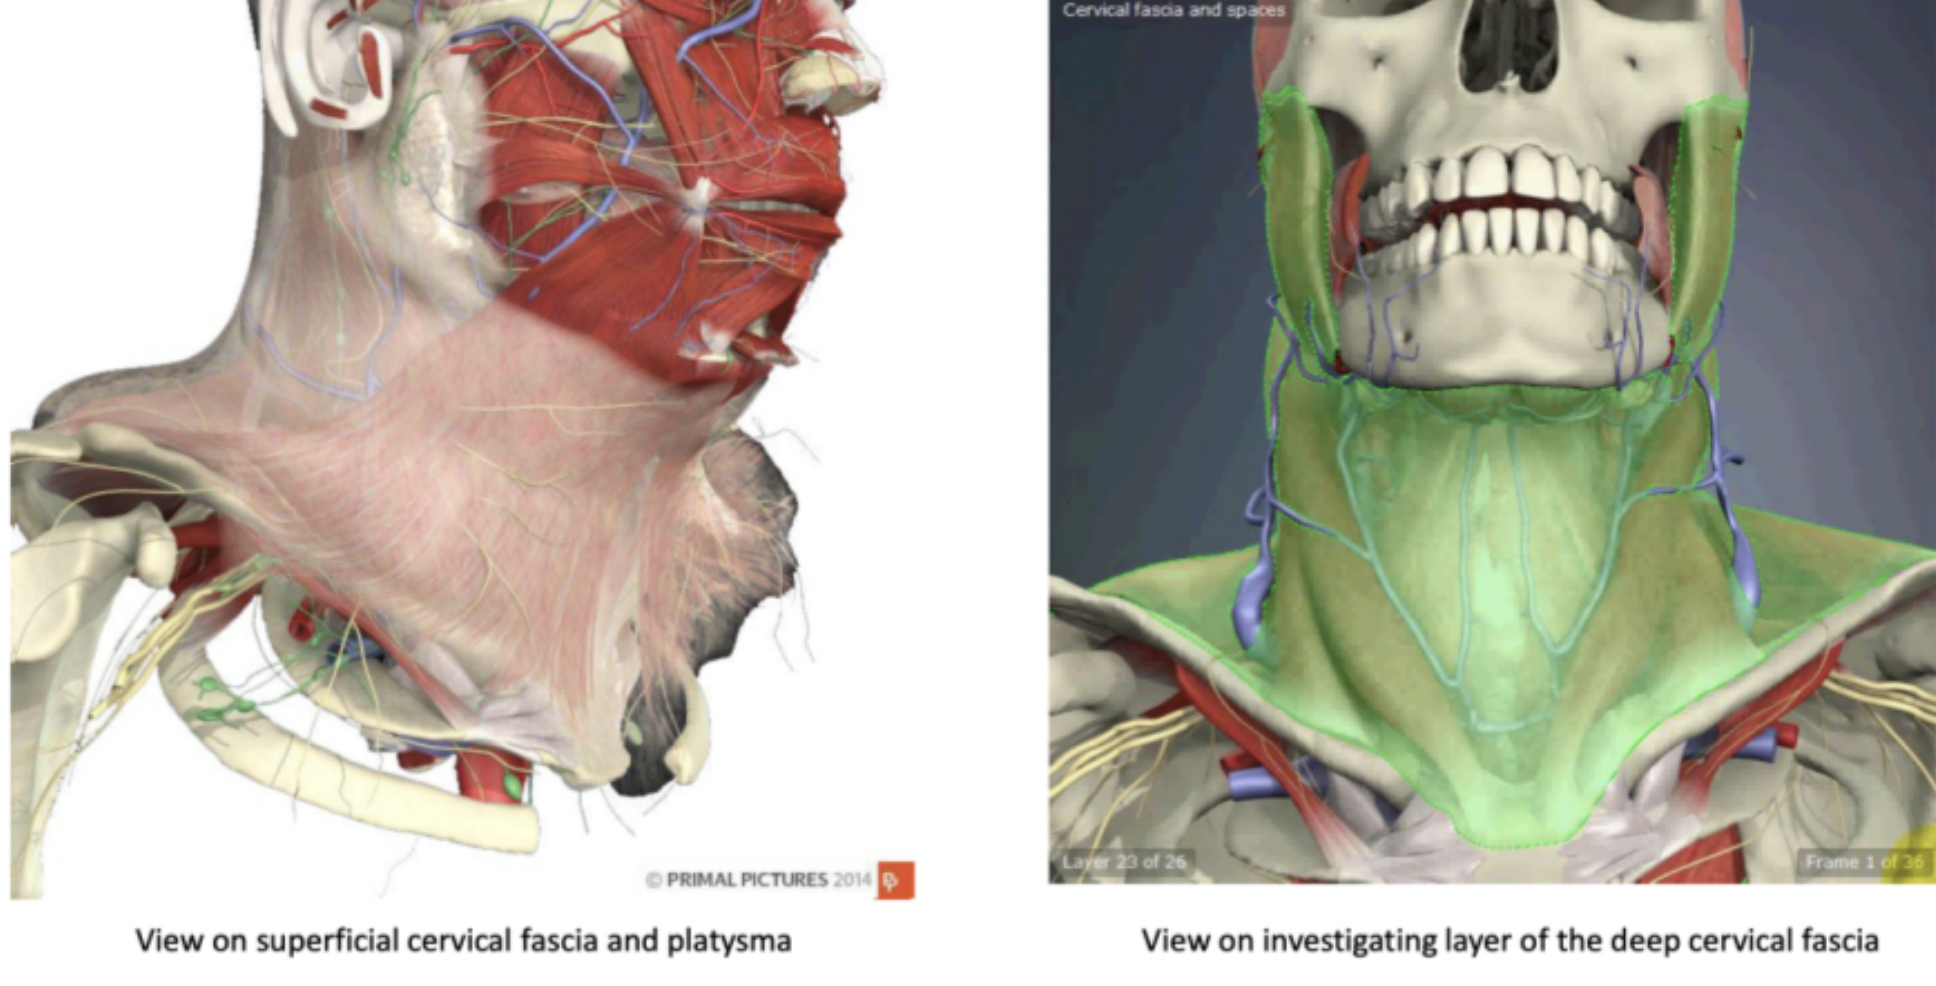 Cervical fascia and spaces
Layer 23 of 26
Frame 1 of 36
© PRIMAL PICTURES 2014
View on superficial cervical fascia and platysma
View on investigating layer of the deep cervical fascia